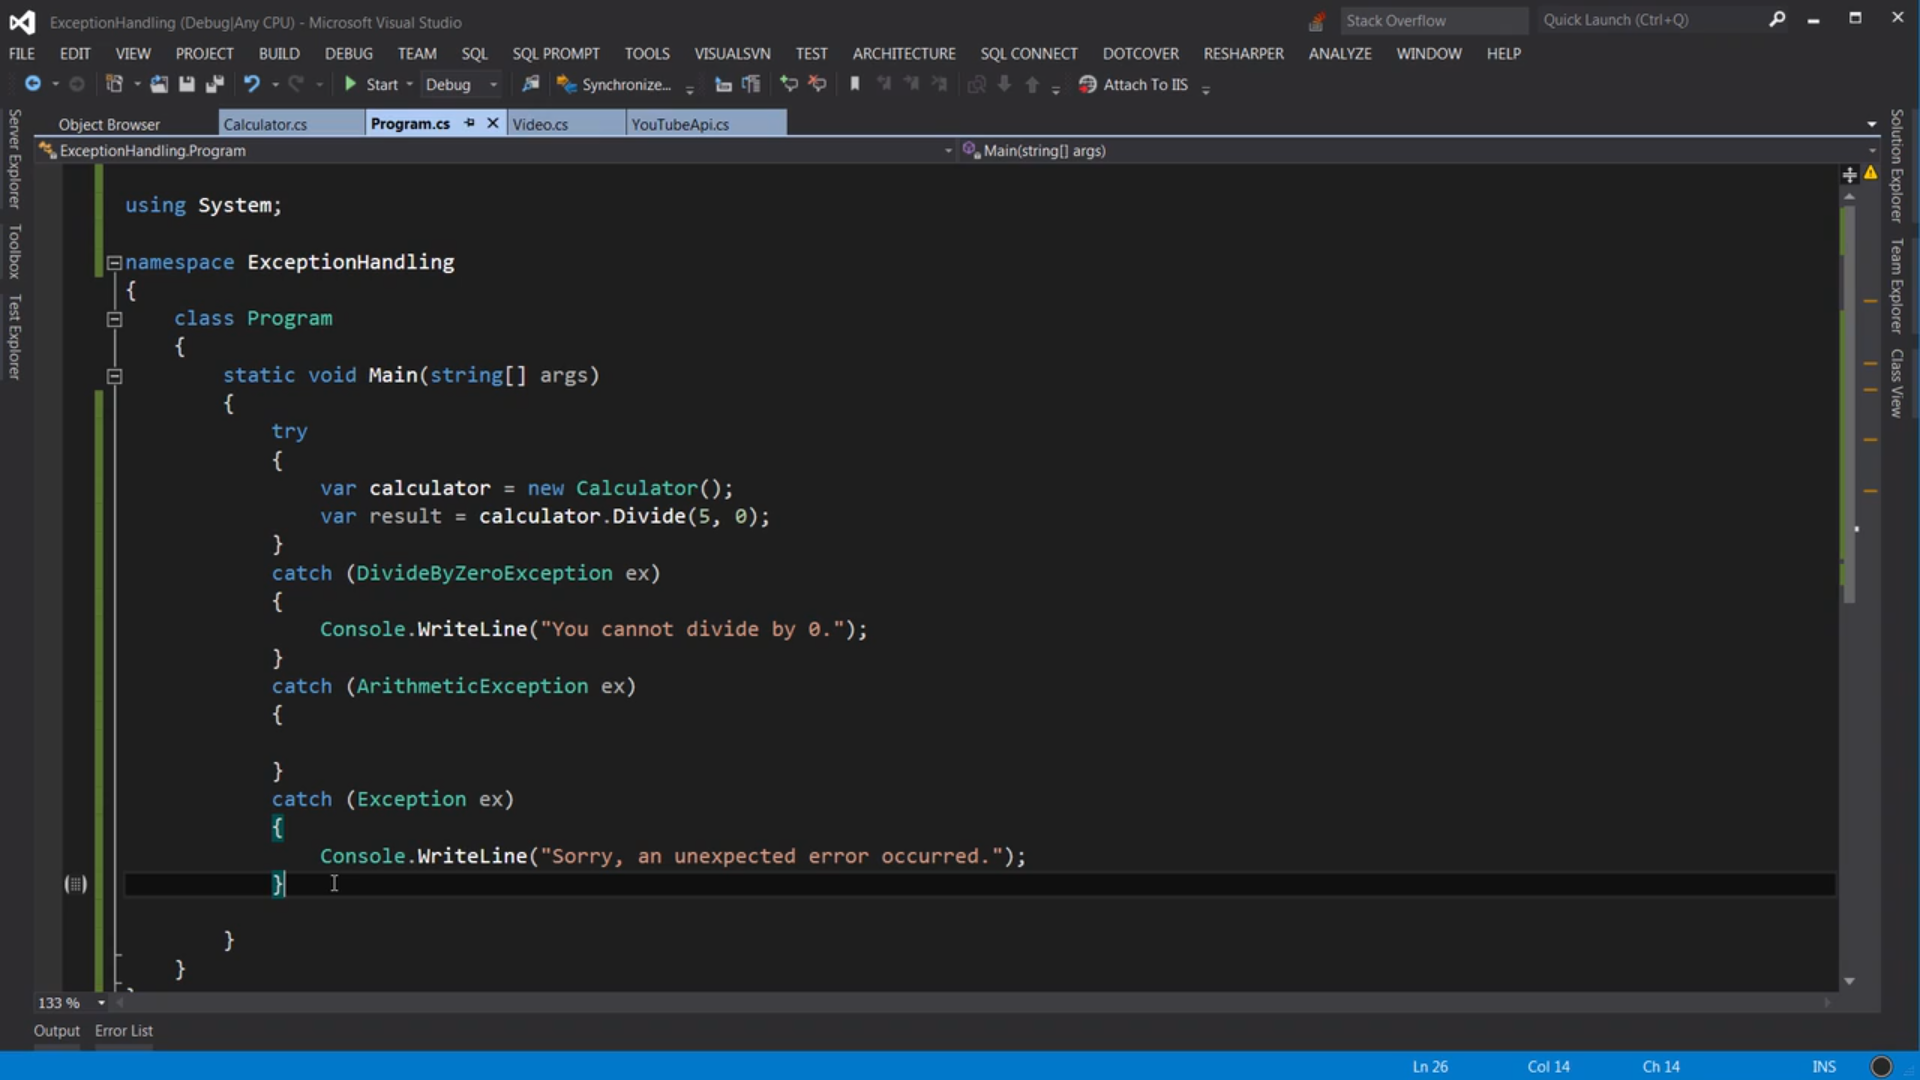 ExceptionHandling (Debug|Any CPU) - Microsoft Visual Studio
Stack Overflow
Quick Launch (Ctrl+Q)
FILE EDIT VIEW PROJECT BUILD DEBUG TEAM SQL SQL PROMPT TOOLS VISUALSVN TEST ARCHITECTURE SQL CONNECT DOTCOVER RESHARPER ANALYZE WINDOW HELP
Start Debug Synchronize... Attach To IIS
Server Explorer
Toolbox
Test Explorer
Object Browser Calculator.cs Program.cs Video.cs YouTubeApi.cs
ExceptionHandling.Program Main(string[] args)
using System;
namespace ExceptionHandling
{
class Program
{
static void Main(string[] args)
{
try
{
var calculator = new Calculator();
var result = calculator.Divide(5, 0);
}
catch (DivideByZeroException ex)
{
Console.WriteLine("You cannot divide by 0.");
}
catch (ArithmeticException ex)
{
}
catch (Exception ex)
{
Console.WriteLine("Sorry, an unexpected error occurred.");
}
}
}
Solution Explorer
Team Explorer
Class View
133 %
Output Error List
Ln 26 Col 14 Ch 14 INS